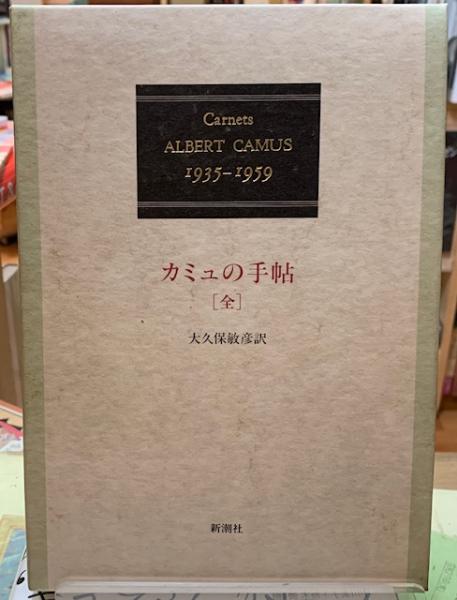 Carnets
ALBERT CAMUS
1935–1959
カミュの手帖
［全］
大久保敏彦訳
新潮社